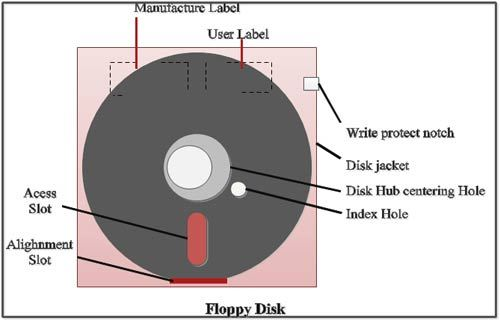 Manufacture Label
User Label
Write protect notch
Disk jacket
Disk Hub centering Hole
Index Hole
Acess
Slot
Alighnment
Slot
Floppy Disk